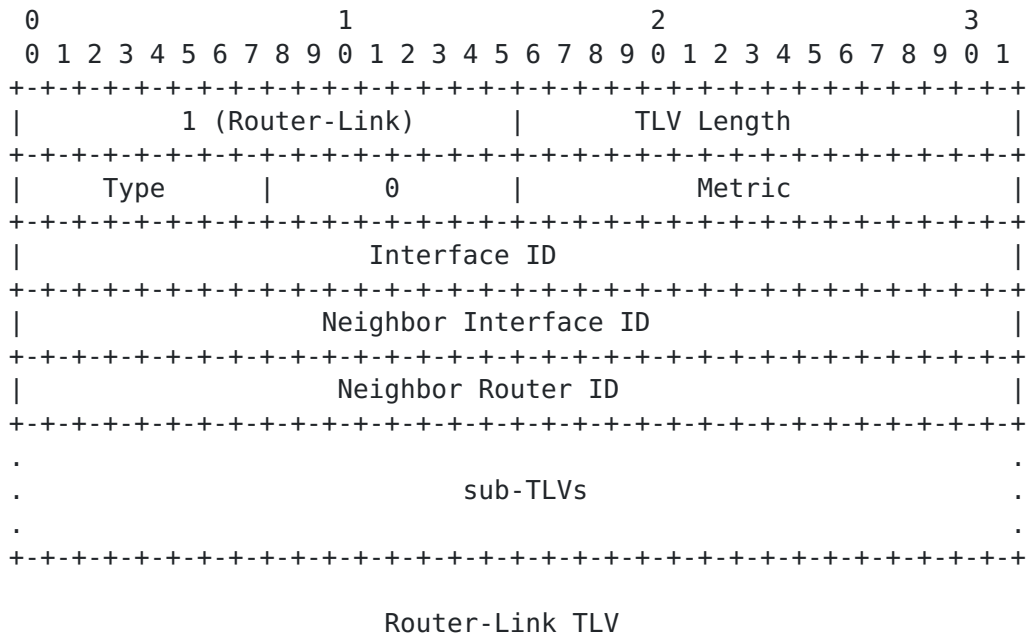 0                   1                   2                   3
 0 1 2 3 4 5 6 7 8 9 0 1 2 3 4 5 6 7 8 9 0 1 2 3 4 5 6 7 8 9 0 1
+-+-+-+-+-+-+-+-+-+-+-+-+-+-+-+-+-+-+-+-+-+-+-+-+-+-+-+-+-+-+-+-+
|          1 (Router-Link)      |       TLV Length              |
+-+-+-+-+-+-+-+-+-+-+-+-+-+-+-+-+-+-+-+-+-+-+-+-+-+-+-+-+-+-+-+-+
|     Type      |       0       |           Metric              |
+-+-+-+-+-+-+-+-+-+-+-+-+-+-+-+-+-+-+-+-+-+-+-+-+-+-+-+-+-+-+-+-+
|                      Interface ID                             |
+-+-+-+-+-+-+-+-+-+-+-+-+-+-+-+-+-+-+-+-+-+-+-+-+-+-+-+-+-+-+-+-+
|                   Neighbor Interface ID                       |
+-+-+-+-+-+-+-+-+-+-+-+-+-+-+-+-+-+-+-+-+-+-+-+-+-+-+-+-+-+-+-+-+
|                    Neighbor Router ID                         |
+-+-+-+-+-+-+-+-+-+-+-+-+-+-+-+-+-+-+-+-+-+-+-+-+-+-+-+-+-+-+-+-+
.                                                               .
.                            sub-TLVs                           .
.                                                               .
+-+-+-+-+-+-+-+-+-+-+-+-+-+-+-+-+-+-+-+-+-+-+-+-+-+-+-+-+-+-+-+-+
                        Router-Link TLV